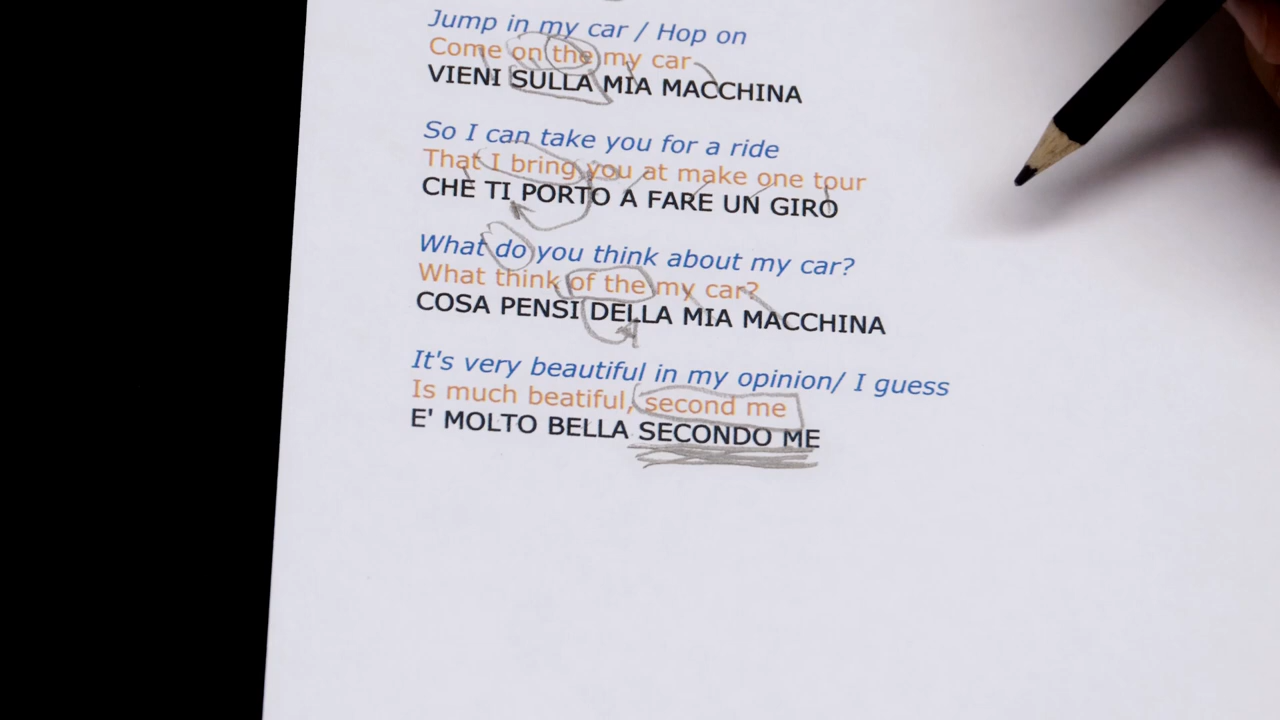 Jump in my car / Hop on
Come on the my car
VIENI SULLA MIA MACCHINA
So I can take you for a ride
That I bring you at make one tour
CHE TI PORTO A FARE UN GIRO
What do you think about my car?
What think of the my car?
COSA PENSI DELLA MIA MACCHINA
It's very beautiful in my opinion/ I guess
Is much beatiful, second me
E' MOLTO BELLA SECONDO ME